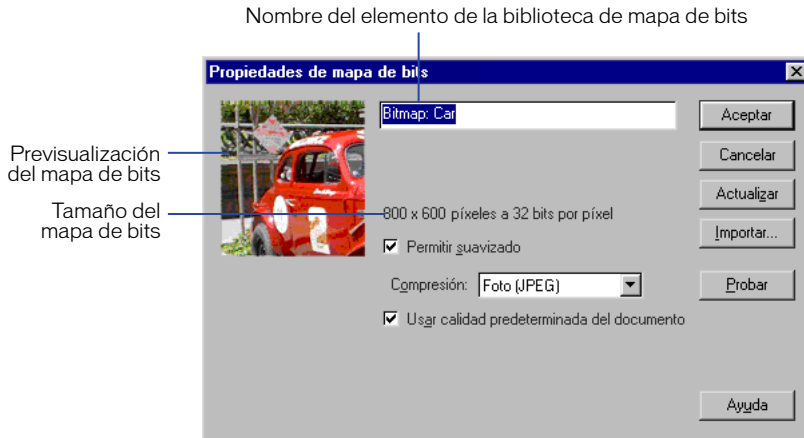 Nombre del elemento de la biblioteca de mapa de bits
Propiedades de mapa de bits
Bitmap: Car
Aceptar
Cancelar
Previsualización
del mapa de bits
Actualizar
Tamaño del
mapa de bits
800 x 600 píxeles a 32 bits por píxel
Importar...
Permitir suavizado
Compresión: Foto (JPEG)
Probar
Usar calidad predeterminada del documento
Ayuda